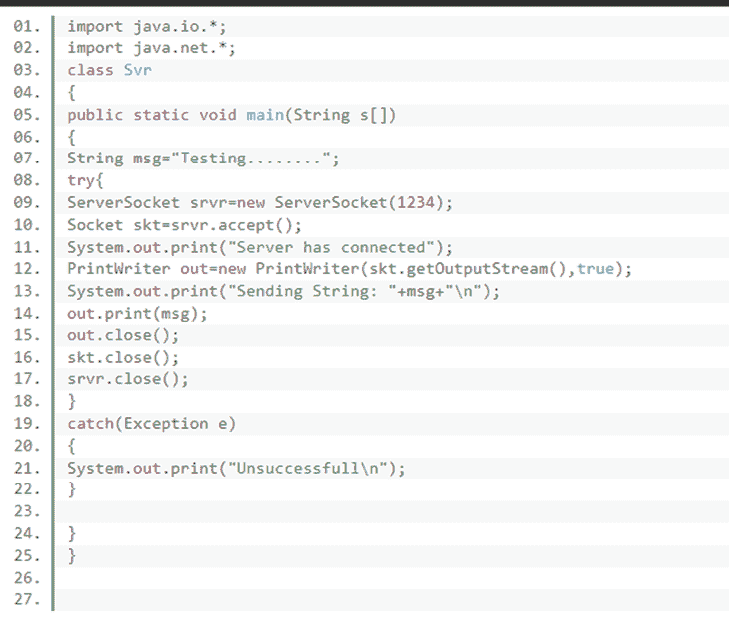 01. import java.io.*;
02. import java.net.*;
03. class Svr
04. {
05. public static void main(String s[])
06. {
07. String msg="Testing........";
08. try{
09. ServerSocket srvr=new ServerSocket(1234);
10. Socket skt=srvr.accept();
11. System.out.print("Server has connected");
12. PrintWriter out=new PrintWriter(skt.getOutputStream(),true);
13. System.out.print("Sending String: "+msg+"\n");
14. out.print(msg);
15. out.close();
16. skt.close();
17. srvr.close();
18. }
19. catch(Exception e)
20. {
21. System.out.print("Unsuccessfull\n");
22. }
23.
24. }
25. }
26.
27.